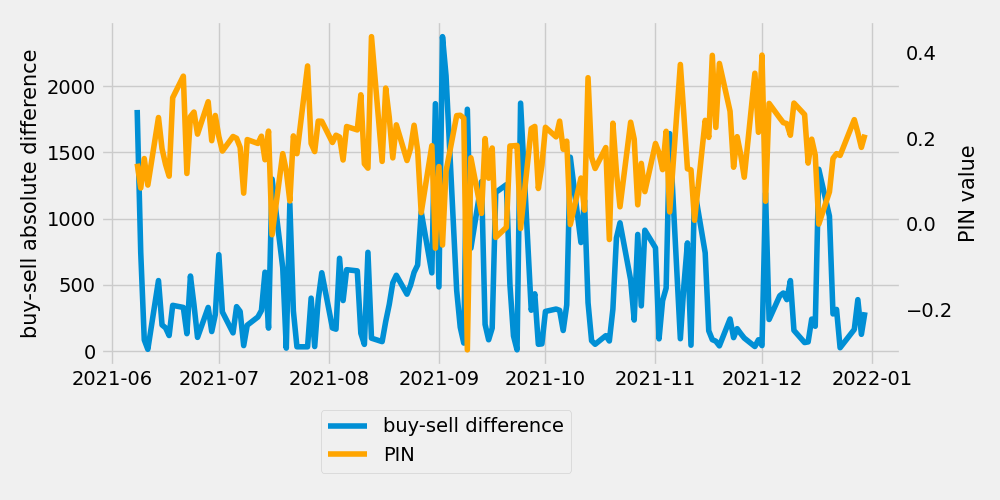 buy-sell absolute difference
2000
1500
1000
500
0
0.4
0.2
0.0
−0.2
PIN value
2021-06 2021-07 2021-08 2021-09 2021-10 2021-11 2021-12 2022-01
buy-sell difference
PIN